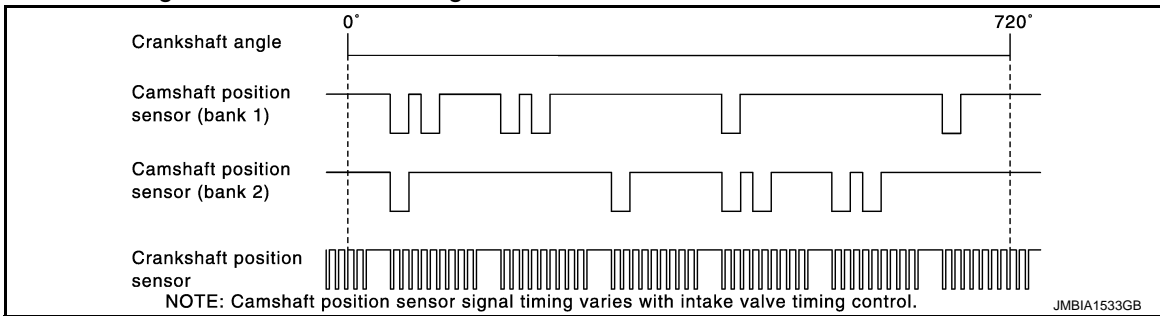 0° 720°
Crankshaft angle
Camshaft position
sensor (bank 1)
Camshaft position
sensor (bank 2)
Crankshaft position
sensor
NOTE: Camshaft position sensor signal timing varies with intake valve timing control.
JMBIA1533GB